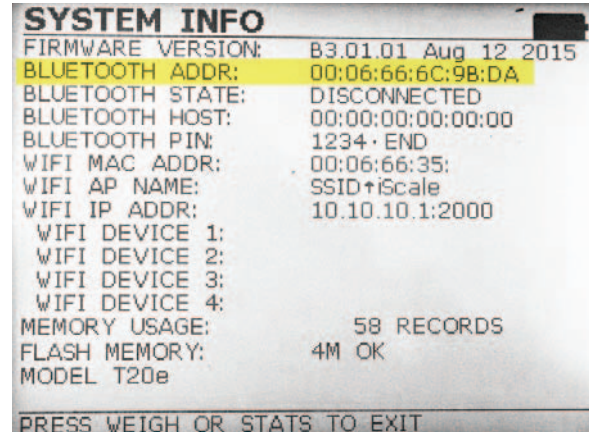 SYSTEM INFO
FIRMWARE VERSION: B3.01.01 Aug 12 2015
BLUETOOTH ADDR: 00:06:66:6C:9B:DA
BLUETOOTH STATE: DISCONNECTED
BLUETOOTH HOST: 00:00:00:00:00:00
BLUETOOTH PIN: 1234·END
WIFI MAC ADDR: 00:06:66:35:
WIFI AP NAME: SSID↑iScale
WIFI IP ADDR: 10.10.10.1:2000
WIFI DEVICE 1:
WIFI DEVICE 2:
WIFI DEVICE 3:
WIFI DEVICE 4:
MEMORY USAGE: 58 RECORDS
FLASH MEMORY: 4M OK
MODEL T20e
PRESS WEIGH OR STATS TO EXIT